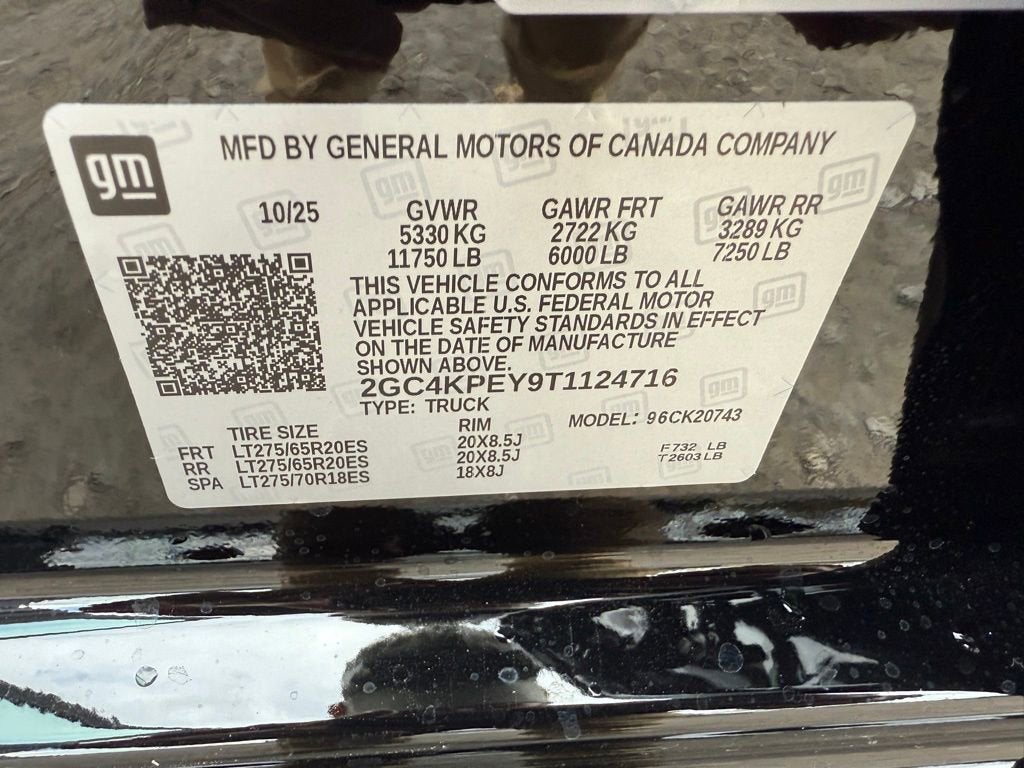 gm
MFD BY GENERAL MOTORS OF CANADA COMPANY
10/25 GVWR GAWR FRT GAWR RR
5330 KG 2722 KG 3289 KG
11750 LB 6000 LB 7250 LB
THIS VEHICLE CONFORMS TO ALL
APPLICABLE U.S. FEDERAL MOTOR
VEHICLE SAFETY STANDARDS IN EFFECT
ON THE DATE OF MANUFACTURE
SHOWN ABOVE.
2GC4KPEY9T1124716
TYPE: TRUCK MODEL: 96CK20743
TIRE SIZE RIM
FRT LT275/65R20ES 20X8.5J F732 LB
RR LT275/65R20ES 20X8.5J T2603 LB
SPA LT275/70R18ES 18X8J